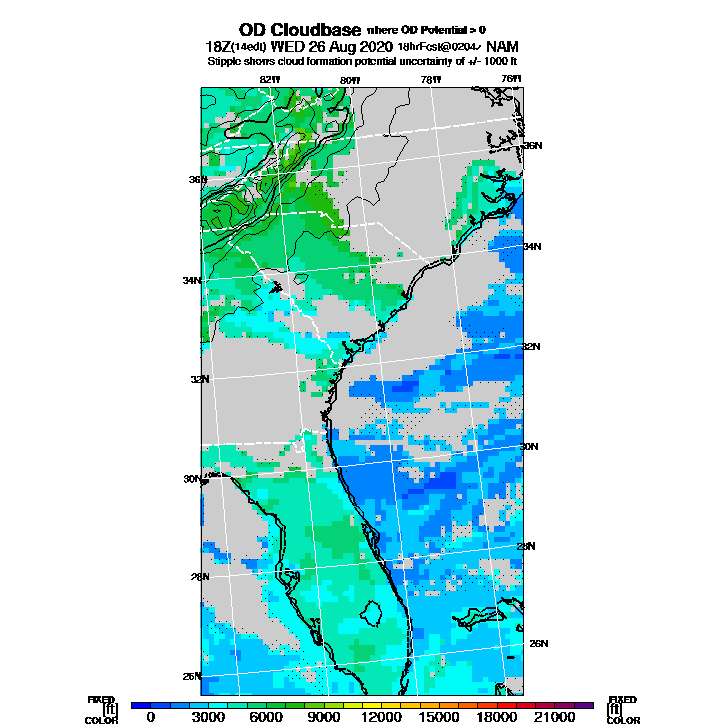 OD Cloudbase where OD Potential > 0
18Z(14edt) WED 26 Aug 2020 18hrFcst@0204z NAM
Stipple shows cloud formation potential uncertainty of +/- 1000 ft
82W 80W 78W 76W
36N
36N
34N
34N
32N
32N
30N
30N
28N
28N
26N
26N
FIXED FIXED
[ft] [ft]
COLOR 0 3000 6000 9000 12000 15000 18000 21000 COLOR